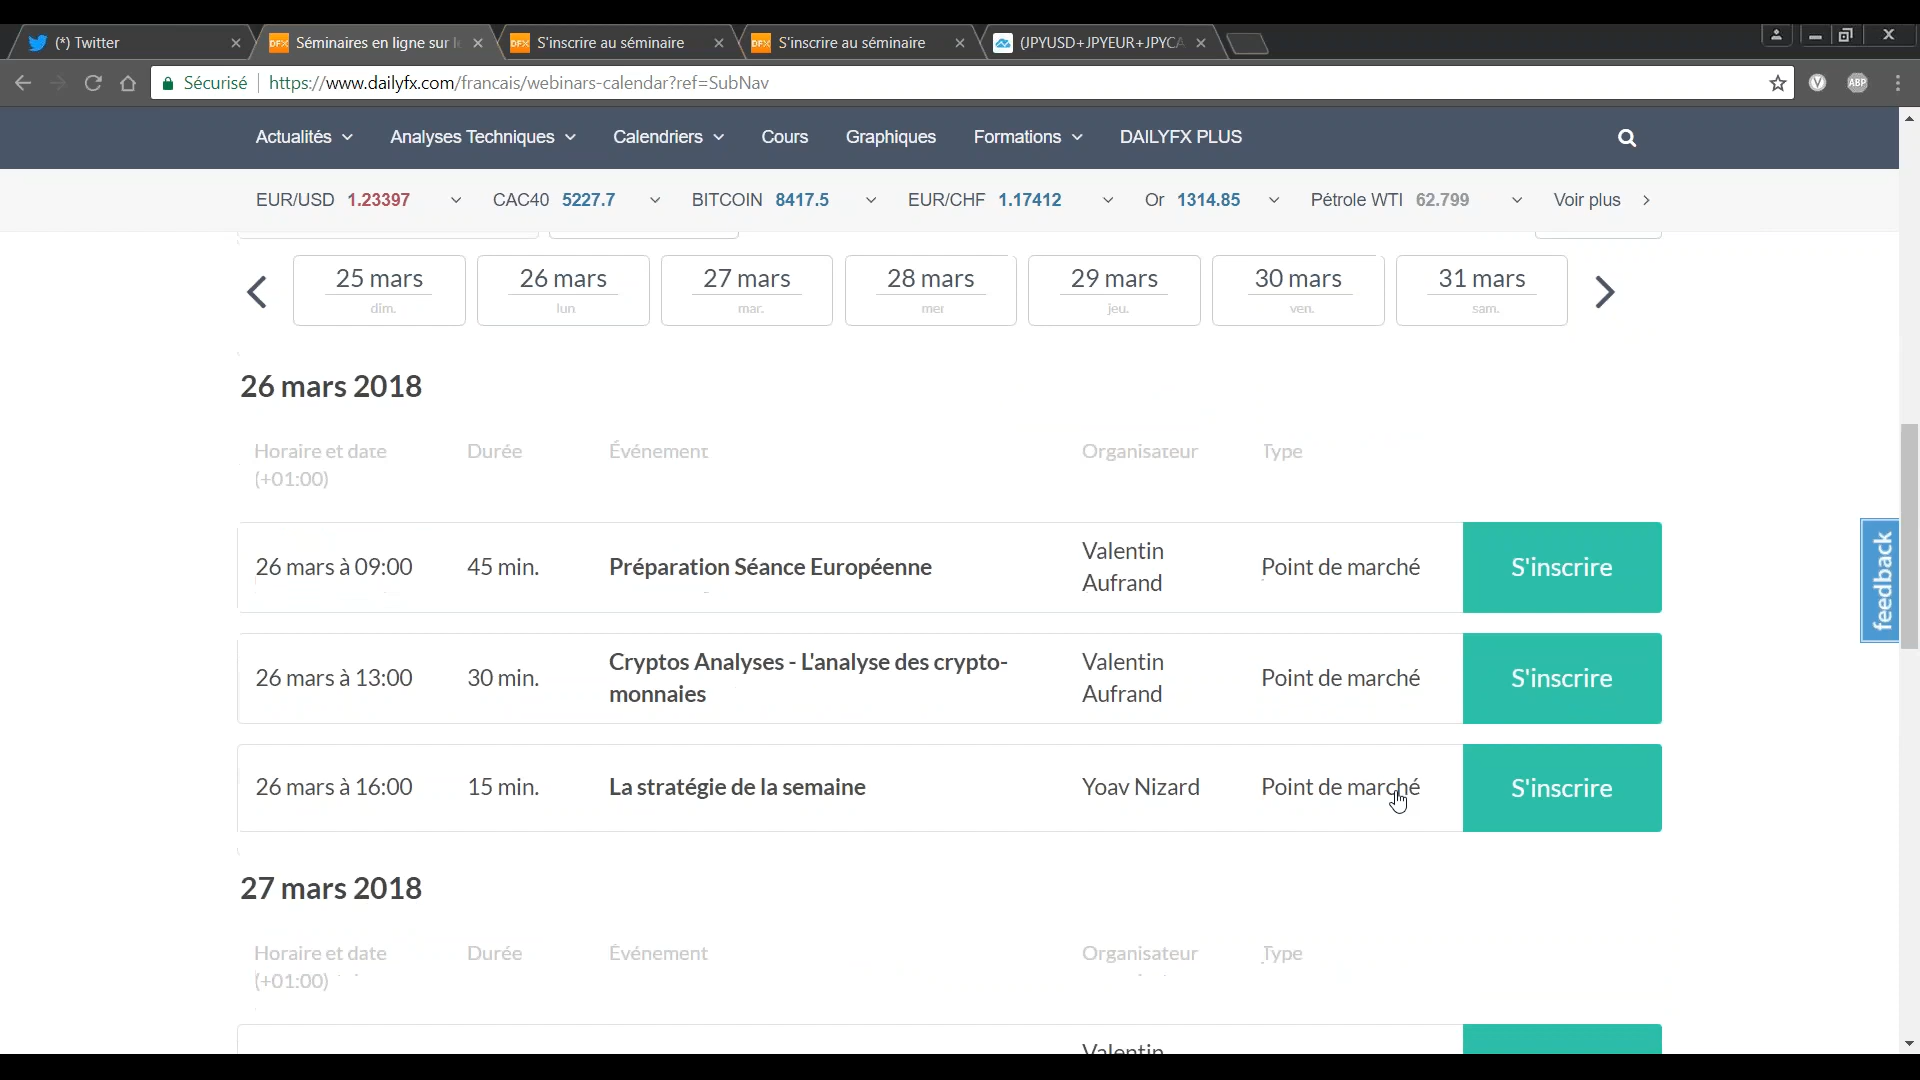 (*) Twitter
Séminaires en ligne sur l
S'inscrire au séminaire
S'inscrire au séminaire
(JPYUSD+JPYEUR+JPYCA
Sécurisé
https://www.dailyfx.com/francais/webinars-calendar?ref=SubNav
ABP
Actualités
Analyses Techniques
Calendriers
Cours
Graphiques
Formations
DAILYFX PLUS
EUR/USD 1.23397
CAC40 5227.7
BITCOIN 8417.5
EUR/CHF 1.17412
Or 1314.85
Pétrole WTI 62.799
Voir plus
25 mars
dim.
26 mars
lun
27 mars
mar.
28 mars
mer
29 mars
jeu.
30 mars
ven.
31 mars
sam.
26 mars 2018
Horaire et date
(+01:00)
Durée
Événement
Organisateur
Type
26 mars à 09:00
45 min.
Préparation Séance Européenne
Valentin
Aufrand
Point de marché
S'inscrire
26 mars à 13:00
30 min.
Cryptos Analyses - L'analyse des crypto-
monnaies
Valentin
Aufrand
Point de marché
S'inscrire
26 mars à 16:00
15 min.
La stratégie de la semaine
Yoav Nizard
Point de marché
S'inscrire
feedback
27 mars 2018
Horaire et date
(+01:00)
Durée
Événement
Organisateur
Type
Valentin